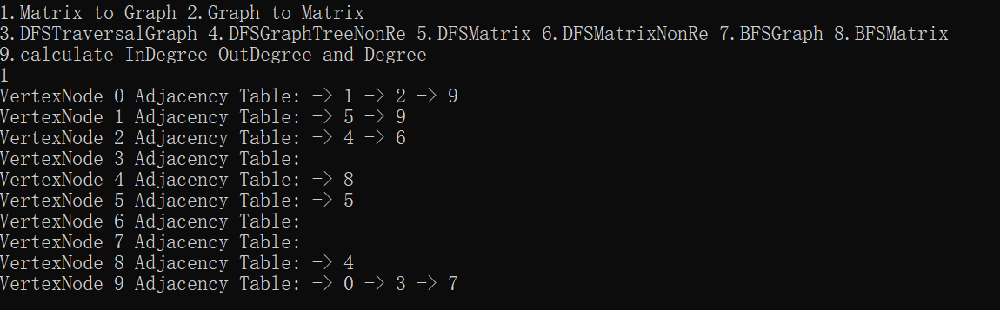 1.Matrix to Graph 2.Graph to Matrix
3.DFSTraversalGraph 4.DFSGraphTreeNonRe 5.DFSMatrix 6.DFSMatrixNonRe 7.BFSGraph 8.BFSMatrix
9.calculate InDegree OutDegree and Degree
1
VertexNode 0 Adjacency Table: -> 1 -> 2 -> 9
VertexNode 1 Adjacency Table: -> 5 -> 9
VertexNode 2 Adjacency Table: -> 4 -> 6
VertexNode 3 Adjacency Table:
VertexNode 4 Adjacency Table: -> 8
VertexNode 5 Adjacency Table: -> 5
VertexNode 6 Adjacency Table:
VertexNode 7 Adjacency Table:
VertexNode 8 Adjacency Table: -> 4
VertexNode 9 Adjacency Table: -> 0 -> 3 -> 7